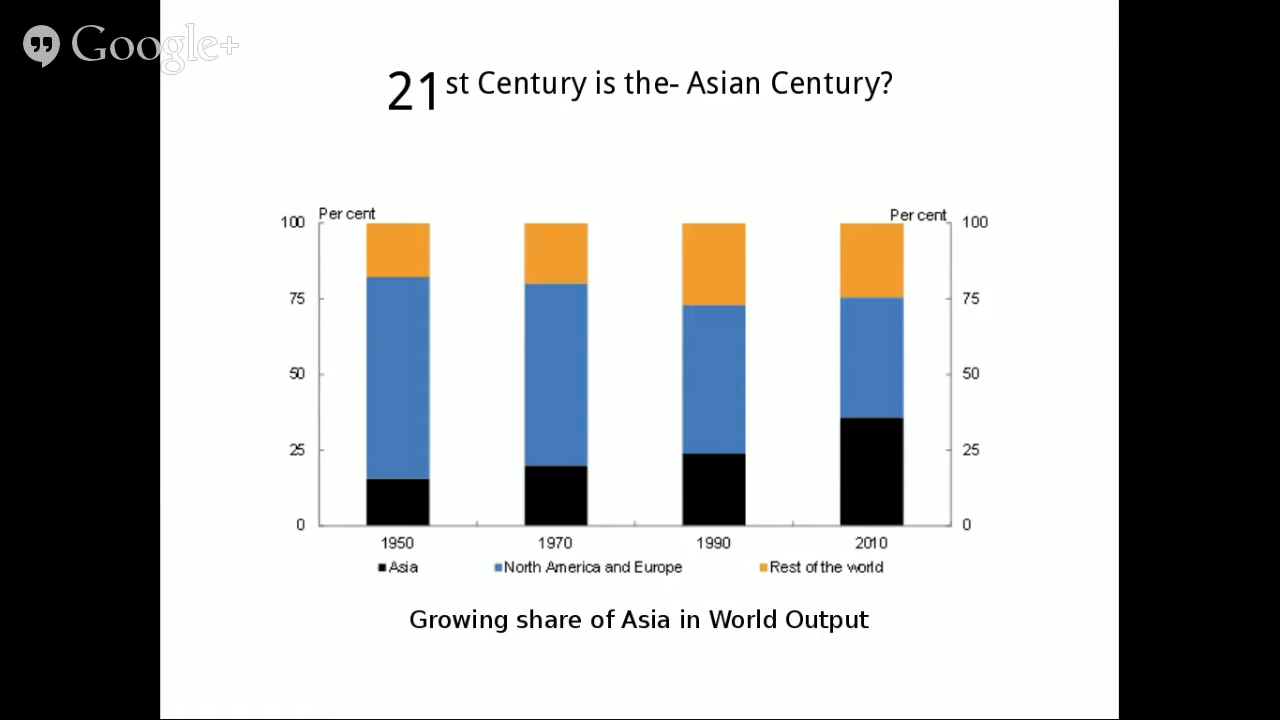 Google+
21st Century is the- Asian Century?
Per cent Per cent
100 100
75 75
50 50
25 25
0 0
1950 1970 1990 2010
Asia North America and Europe Rest of the world
Growing share of Asia in World Output